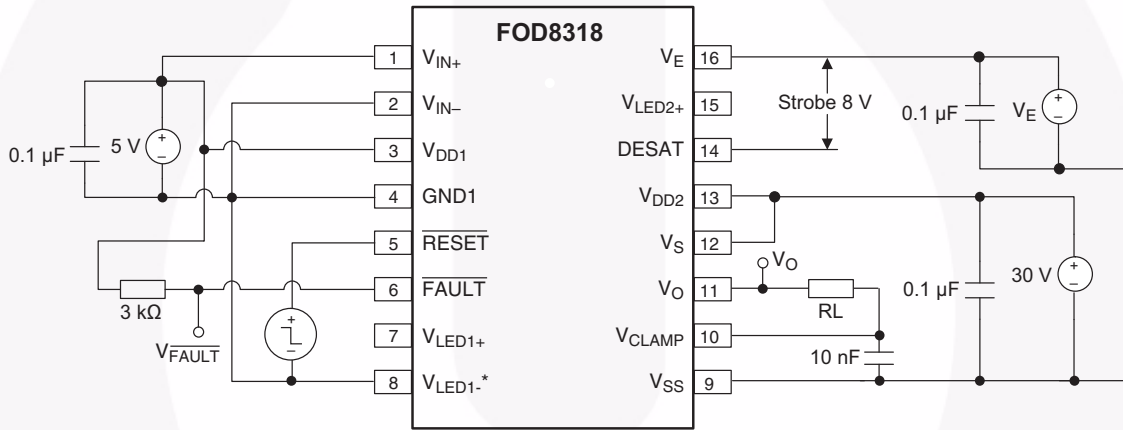 FOD8318
1 V_IN+
2 V_IN–
3 V_DD1
4 GND1
5 RESET
6 FAULT
7 V_LED1+
8 V_LED1-*
V_E 16
V_LED2+ 15
DESAT 14
V_DD2 13
V_S 12
V_O 11
V_CLAMP 10
V_SS 9
0.1 µF
5 V
+
–
3 kΩ
V_FAULT
+
–
Strobe 8 V
0.1 µF
V_E
+
–
V_O
RL
10 nF
0.1 µF
30 V
+
–